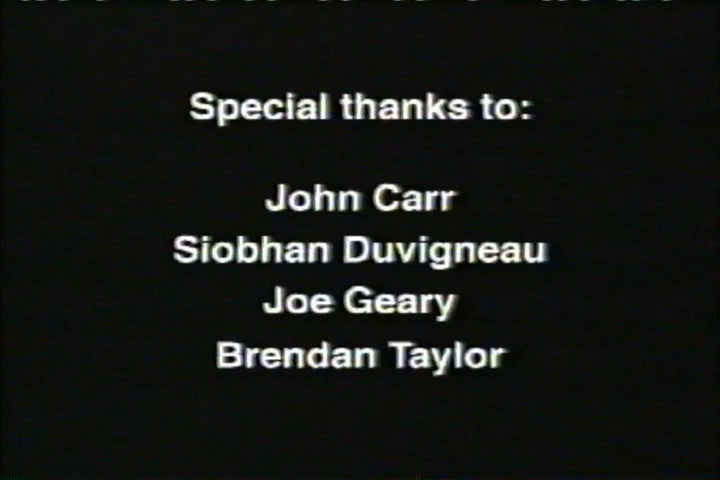 Special thanks to:
John Carr
Siobhan Duvigneau
Joe Geary
Brendan Taylor